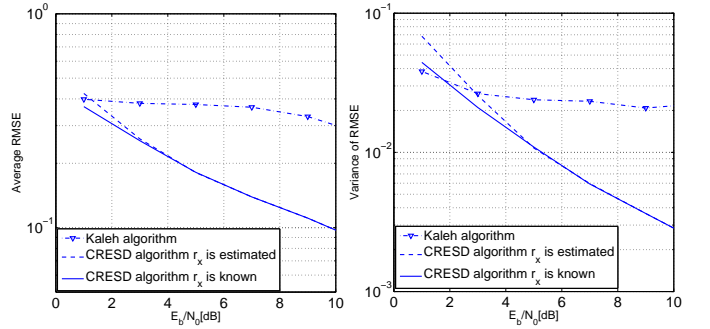 10^0
10^-1
Average RMSE
Kaleh algorithm
CRESD algorithm r_x is estimated
CRESD algorithm r_x is known
0 2 4 6 8 10
E_b/N_0[dB]
10^-1
10^-2
10^-3
Variance of RMSE
Kaleh algorithm
CRESD algorithm r_x is estimated
CRESD algorithm r_x is known
0 2 4 6 8 10
E_b/N_0[dB]